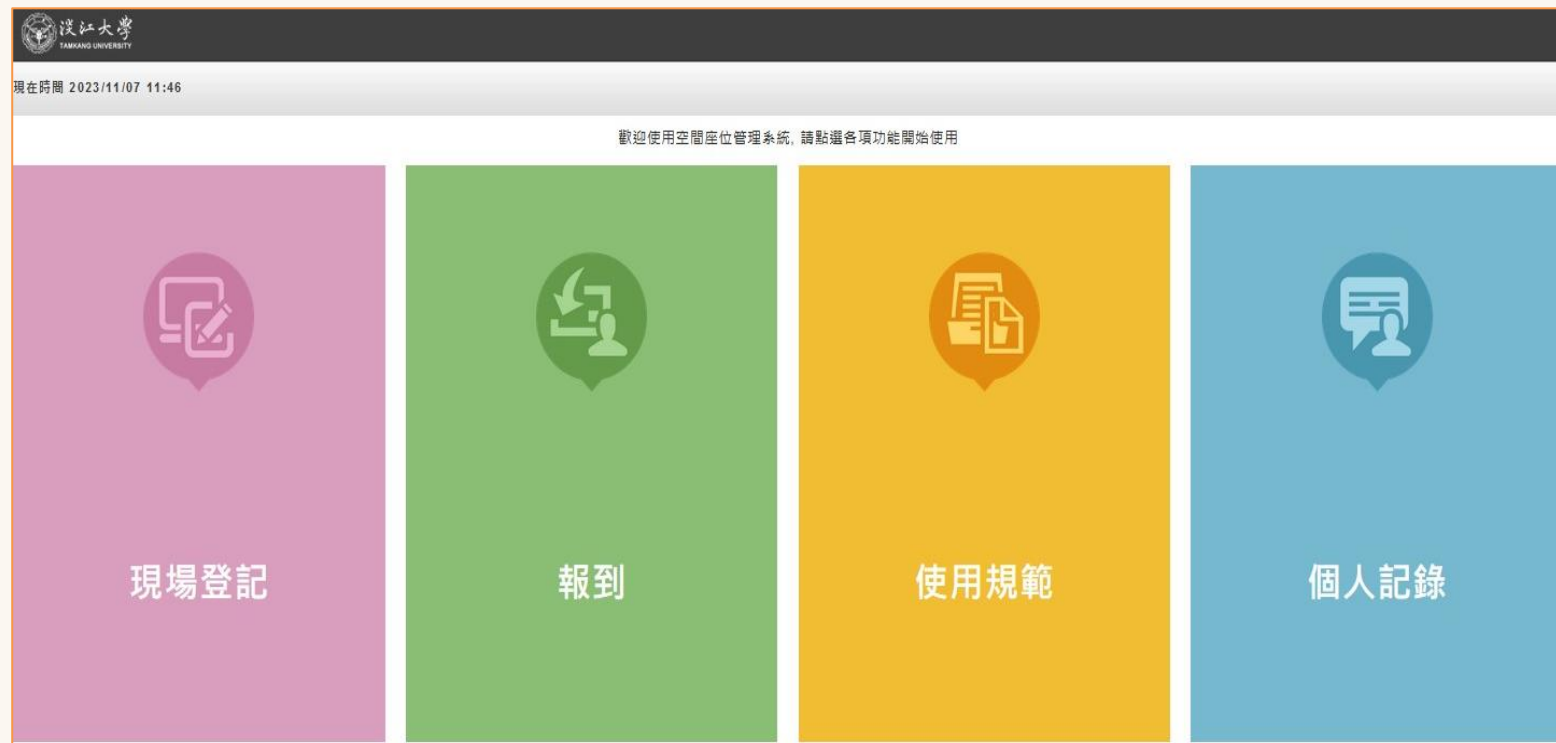 淡江大學
TAMKANG UNIVERSITY
現在時間 2023/11/07 11:46
歡迎使用空間座位管理系統, 請點選各項功能開始使用
現場登記
報到
使用規範
個人記錄